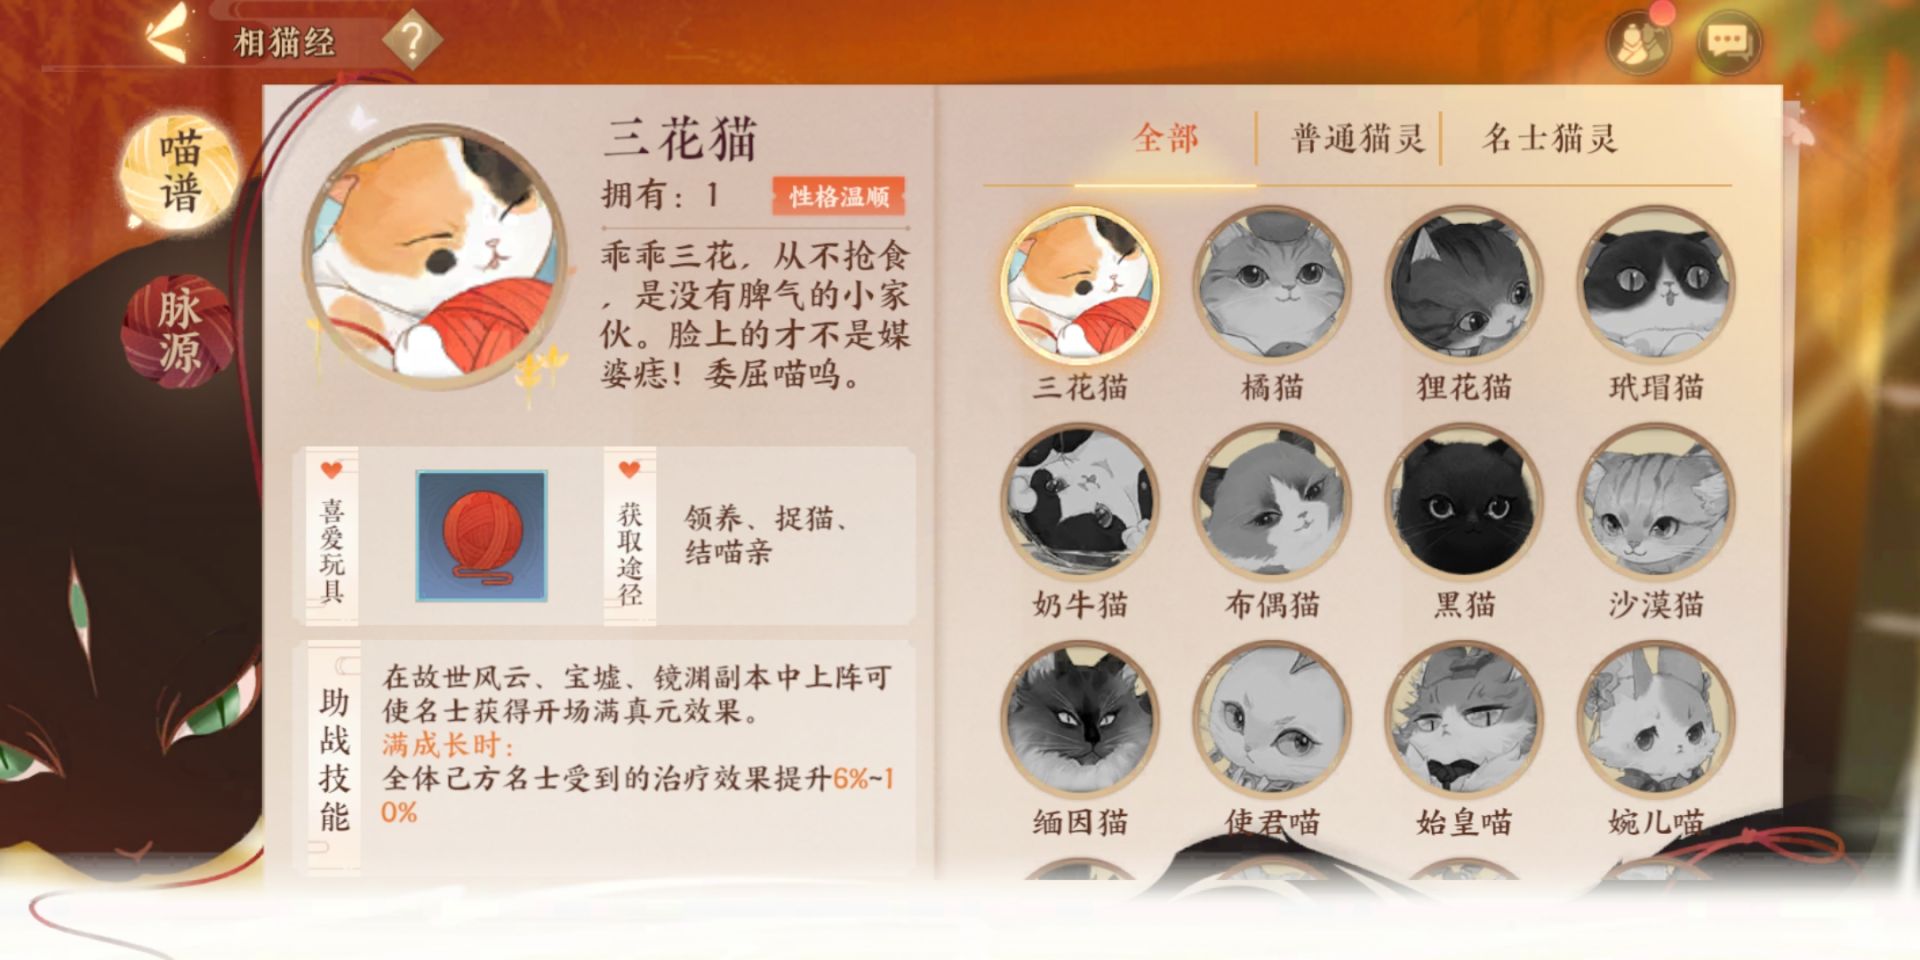 相猫经
?
喵谱
脉源
三花猫
拥有：1
性格温顺
乖乖三花，从不抢食
，是没有脾气的小家
伙。脸上的才不是媒
婆痣！委屈喵呜。
喜爱玩具
获取途径
领养、捉猫、
结喵亲
助战技能
在故世风云、宝墟、镜渊副本中上阵可
使名士获得开场满真元效果。
满成长时：
全体己方名士受到的治疗效果提升6%~1
0%
全部
普通猫灵
名士猫灵
三花猫
橘猫
狸花猫
玳瑁猫
奶牛猫
布偶猫
黑猫
沙漠猫
缅因猫
使君喵
始皇喵
婉儿喵